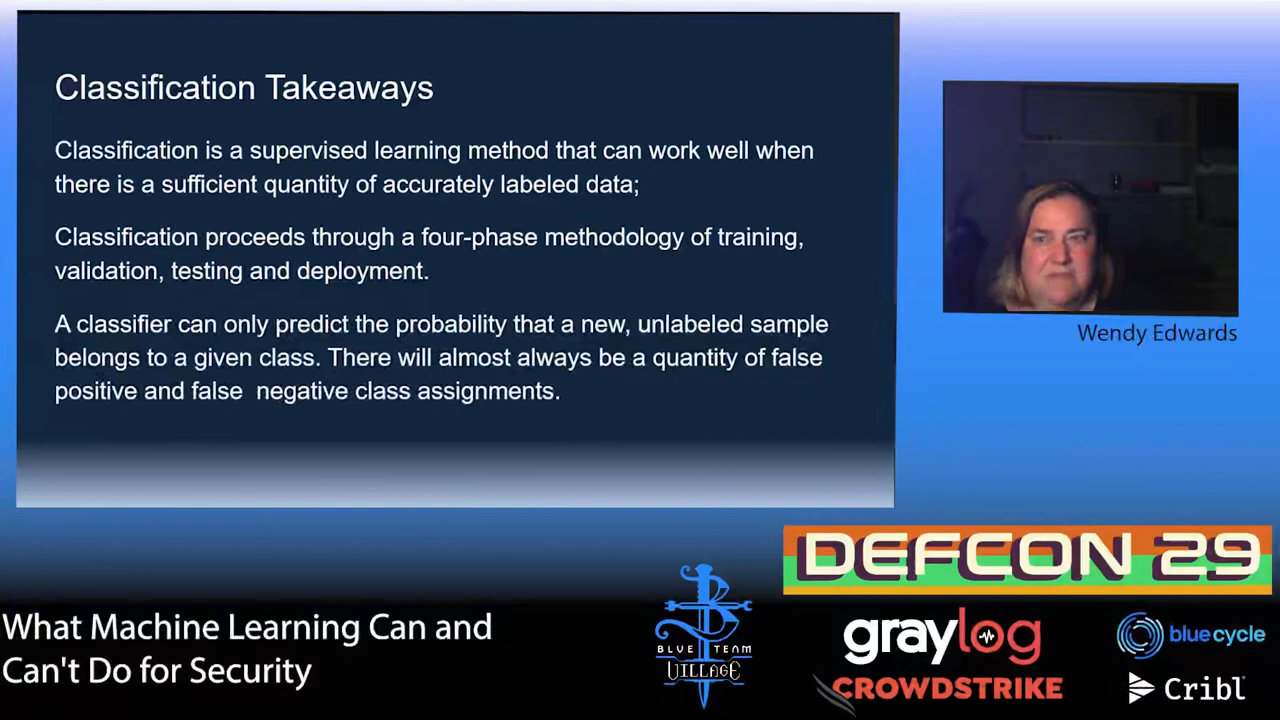 Classification Takeaways
Classification is a supervised learning method that can work well when
there is a sufficient quantity of accurately labeled data;
Classification proceeds through a four-phase methodology of training,
validation, testing and deployment.
A classifier can only predict the probability that a new, unlabeled sample
belongs to a given class. There will almost always be a quantity of false
positive and false  negative class assignments.
Wendy Edwards
DEFCON 29
What Machine Learning Can and
Can't Do for Security
BLUE TEAM
VILLAGE
graylog
CROWDSTRIKE
bluecycle
Cribl